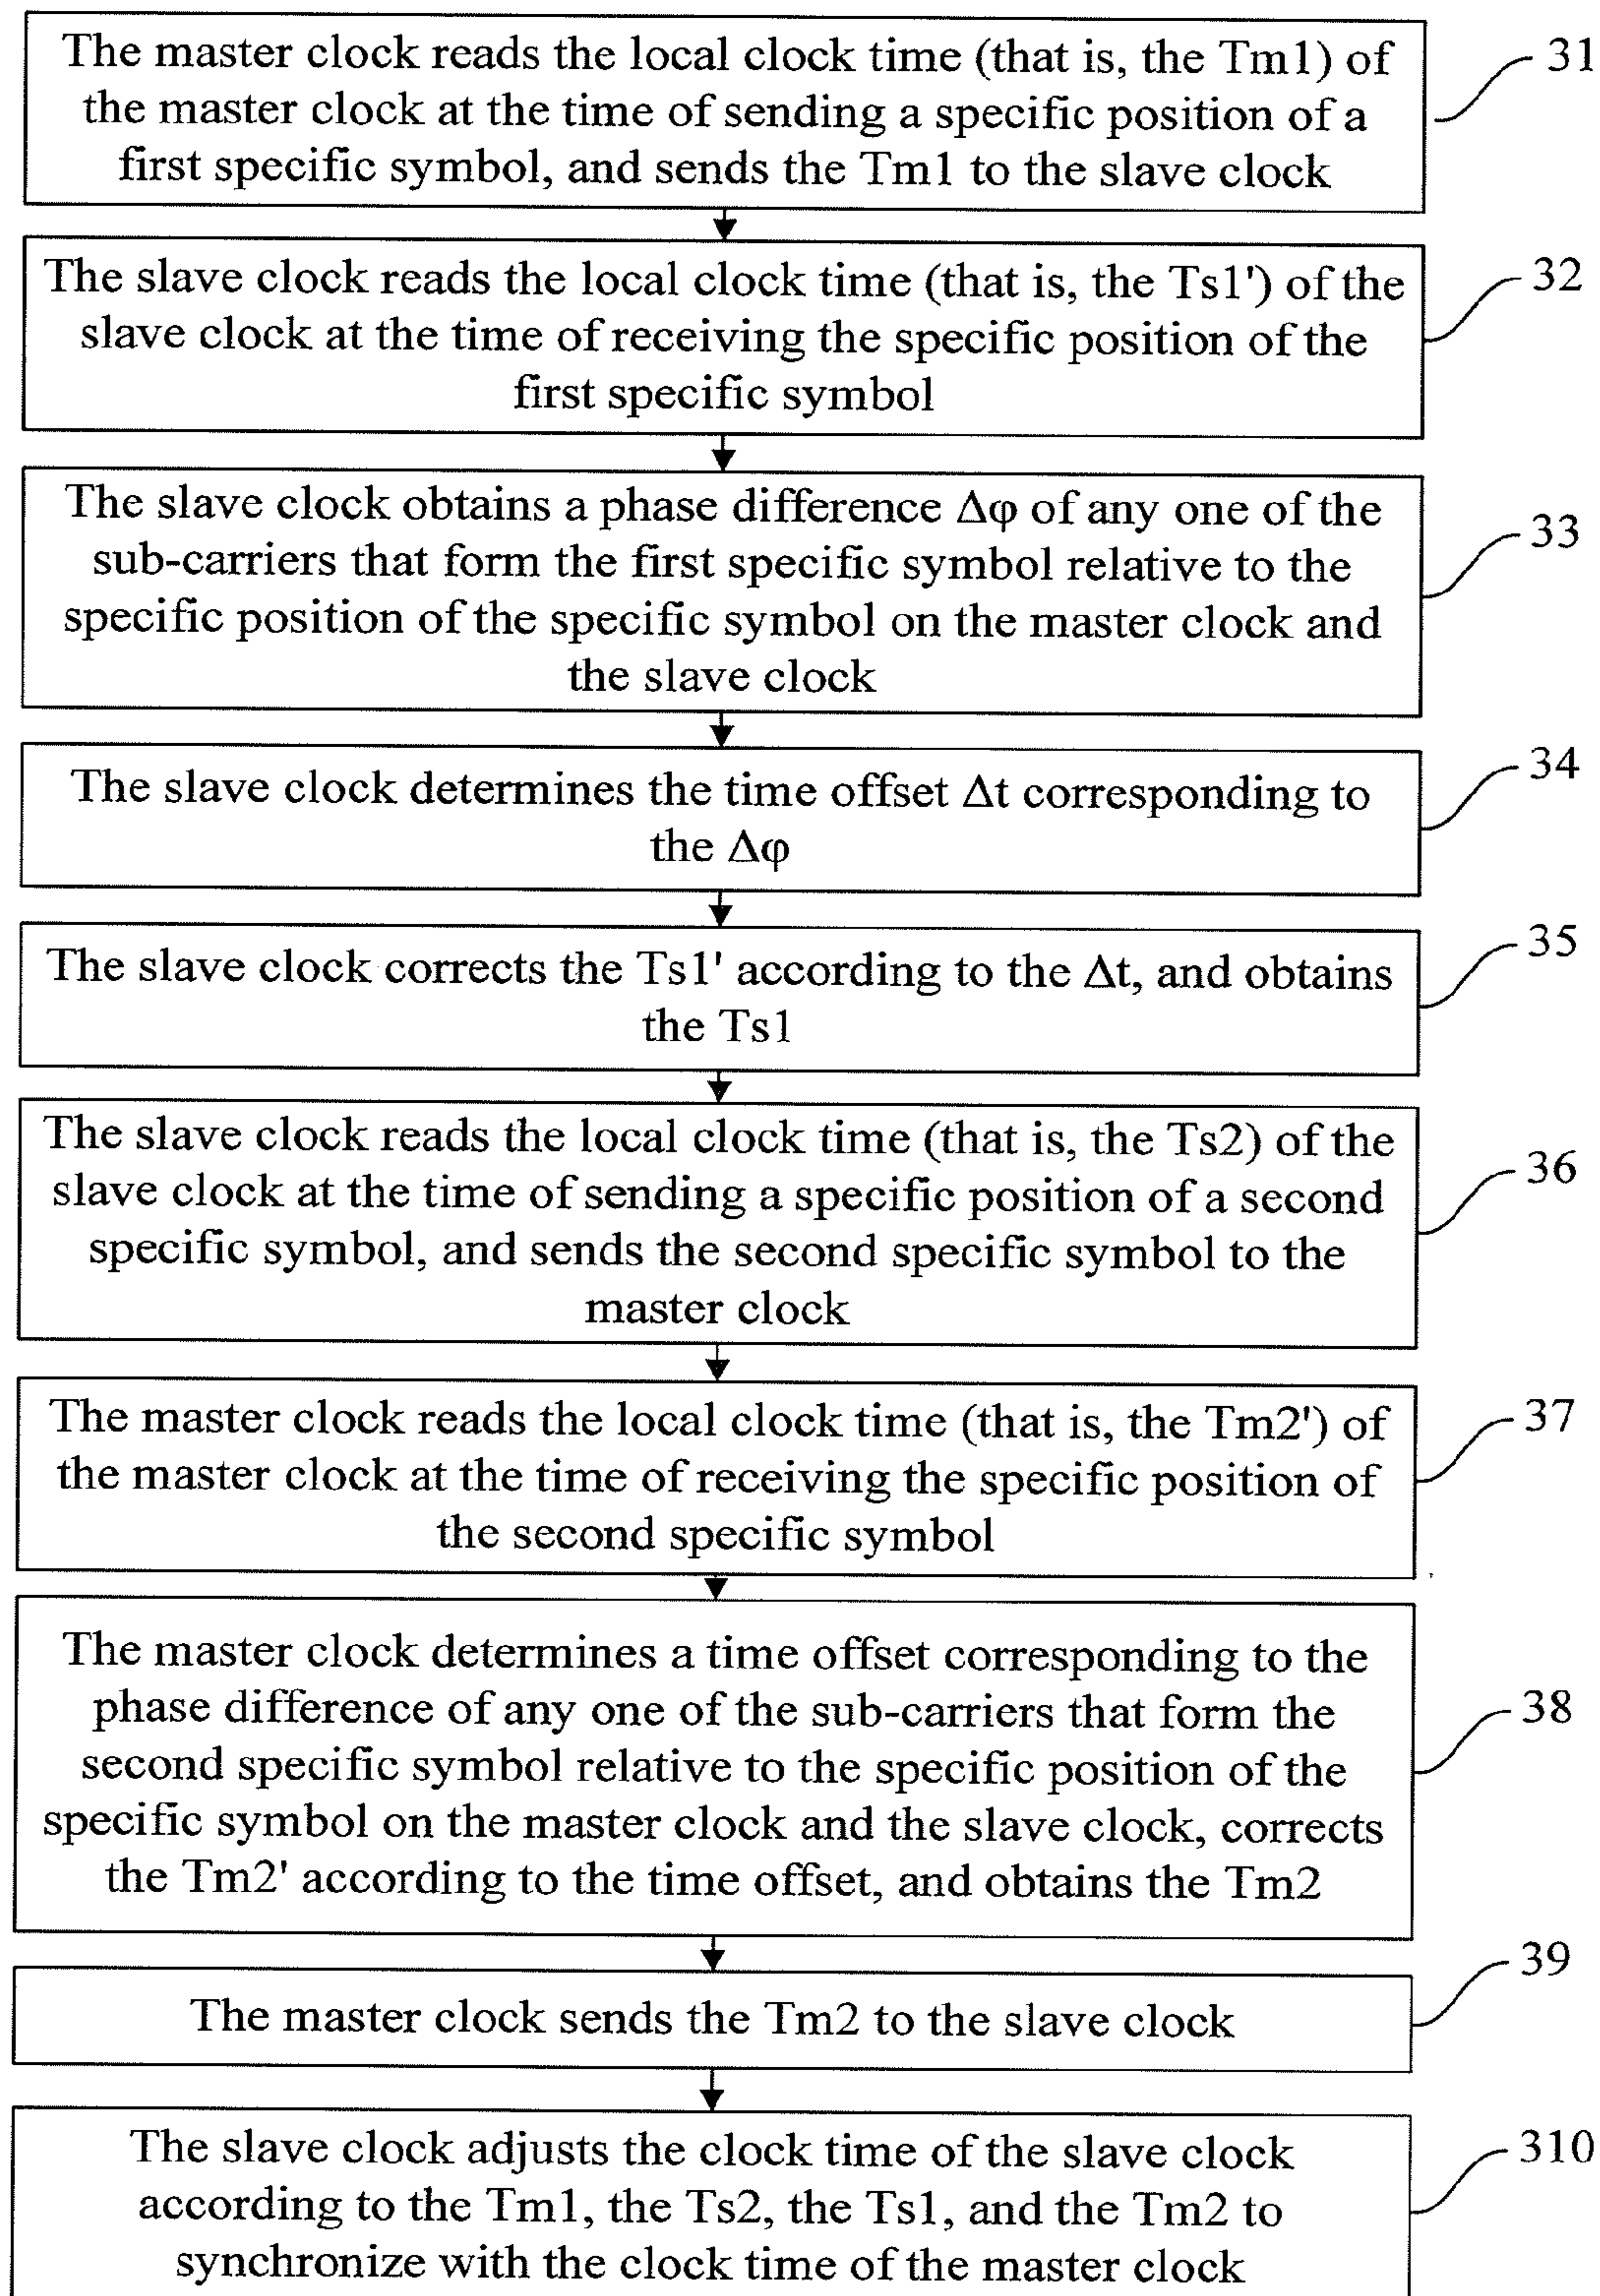 The master clock reads the local clock time (that is, the Tm1) of
the master clock at the time of sending a specific position of a
first specific symbol, and sends the Tm1 to the slave clock
31
The slave clock reads the local clock time (that is, the Ts1') of the
slave clock at the time of receiving the specific position of the
first specific symbol
32
The slave clock obtains a phase difference Δφ of any one of the
sub-carriers that form the first specific symbol relative to the
specific position of the specific symbol on the master clock and
the slave clock
33
The slave clock determines the time offset Δt corresponding to
the Δφ
34
The slave clock corrects the Ts1' according to the Δt, and obtains
the Ts1
35
The slave clock reads the local clock time (that is, the Ts2) of the
slave clock at the time of sending a specific position of a second
specific symbol, and sends the second specific symbol to the
master clock
36
The master clock reads the local clock time (that is, the Tm2') of
the master clock at the time of receiving the specific position of
the second specific symbol
37
The master clock determines a time offset corresponding to the
phase difference of any one of the sub-carriers that form the
second specific symbol relative to the specific position of the
specific symbol on the master clock and the slave clock, corrects
the Tm2' according to the time offset, and obtains the Tm2
38
The master clock sends the Tm2 to the slave clock
39
The slave clock adjusts the clock time of the slave clock
according to the Tm1, the Ts2, the Ts1, and the Tm2 to
synchronize with the clock time of the master clock
310